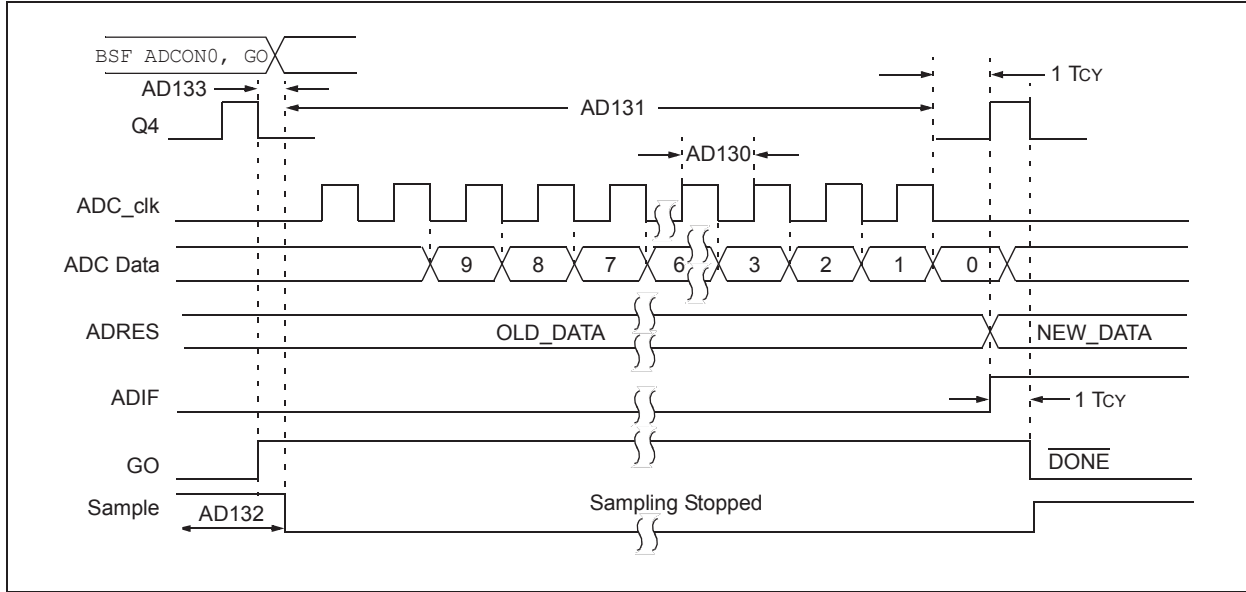 BSF ADCON0, GO
AD133
1 TCY
AD131
Q4
AD130
ADC_clk
ADC Data
9 8 7 6 3 2 1 0
ADRES
OLD_DATA
NEW_DATA
ADIF
1 TCY
GO
DONE
Sample
AD132
Sampling Stopped